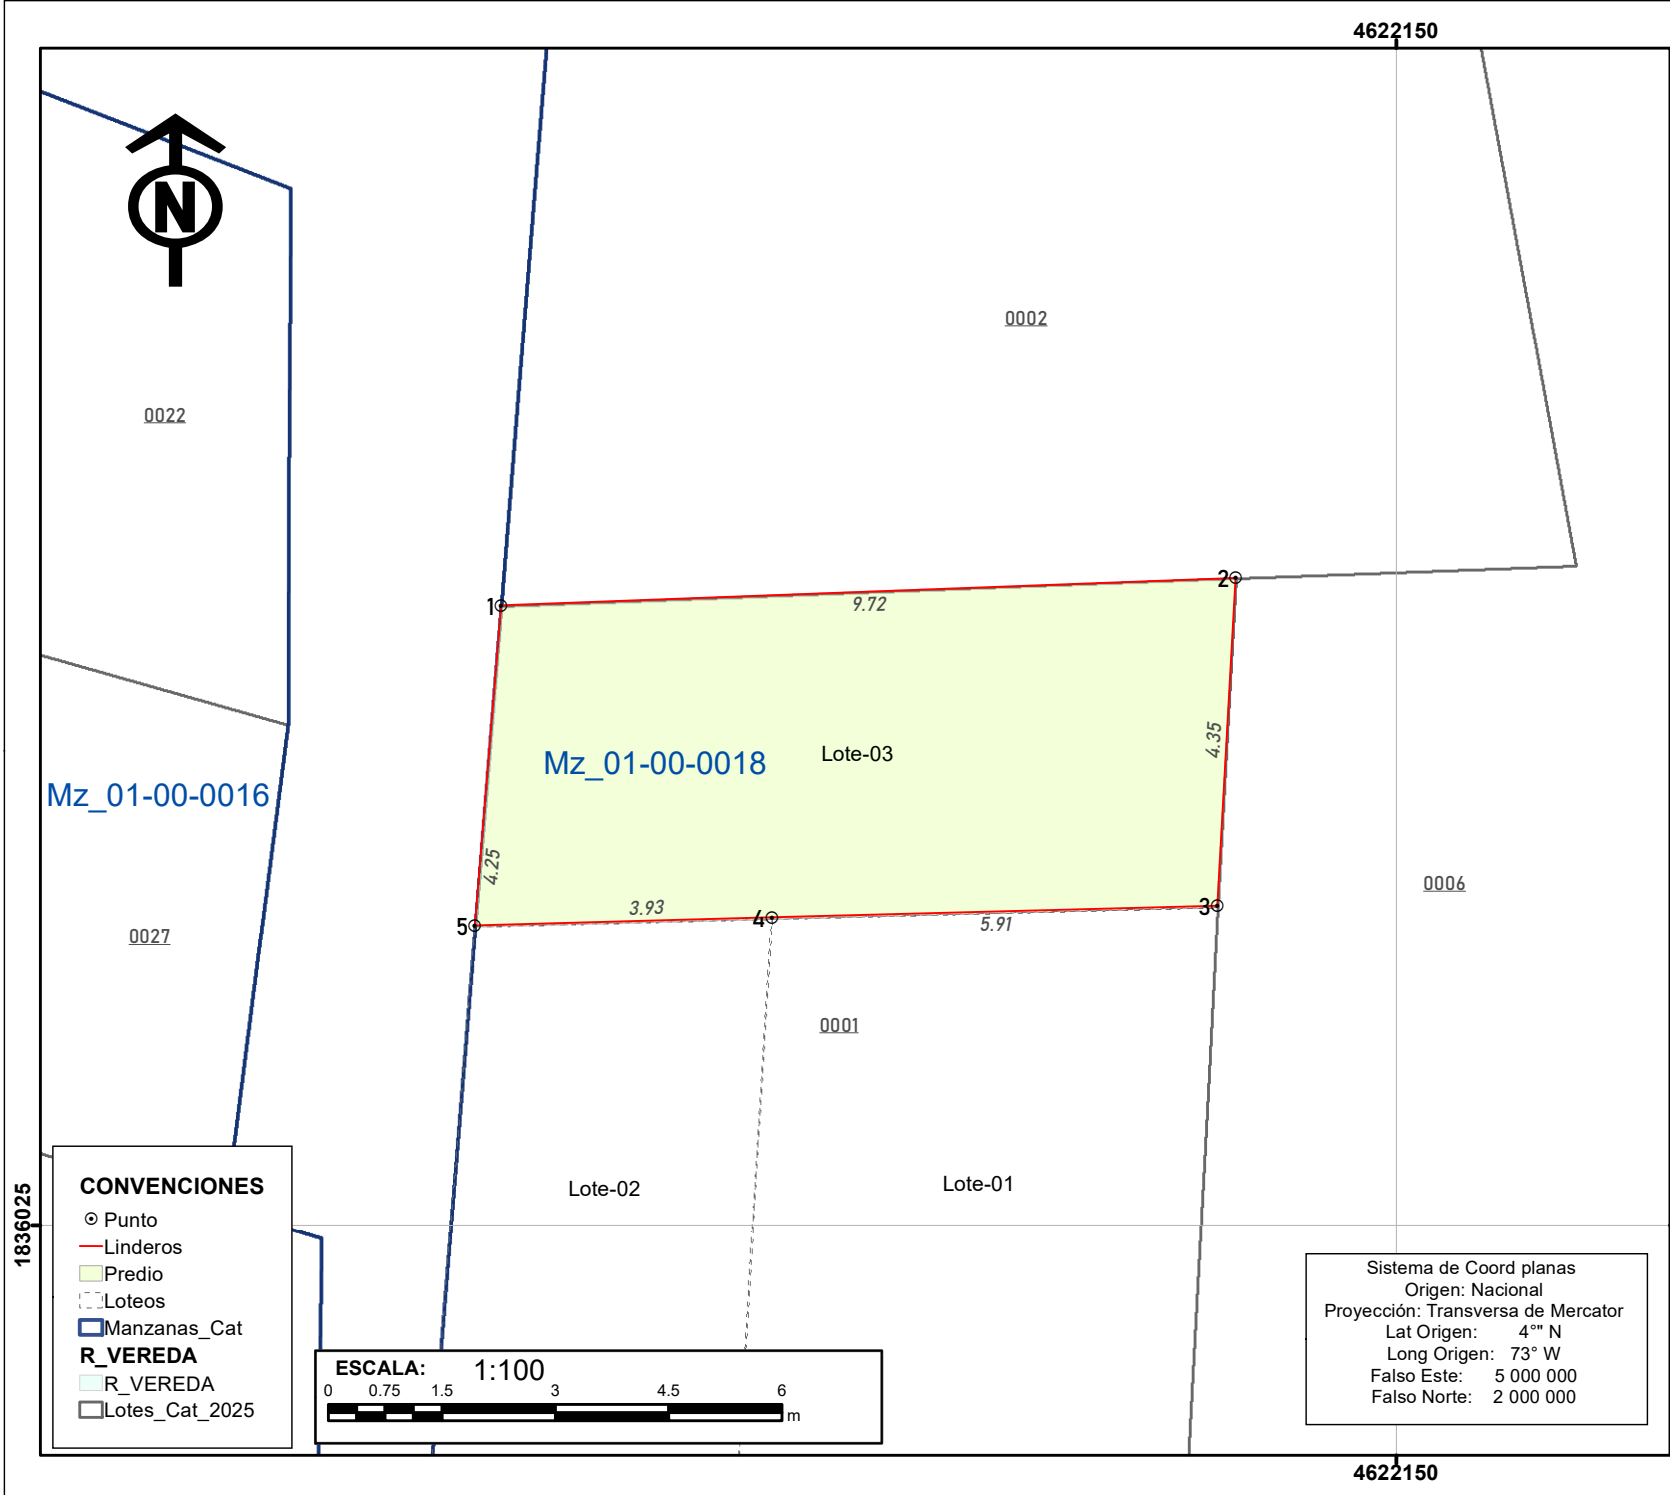 4622150
N
0002
0022
2
1
9.72
4.35
Lote-03
Mz_01-00-0018
Mz_01-00-0016
4.25
0006
3.93
3
4
5
5.91
0027
0001
Lote-01
Lote-02
1836025
CONVENCIONES
Punto
Linderos
Predio
Loteos
Manzanas_Cat
R_VEREDA
R_VEREDA
Lotes_Cat_2025
ESCALA: 1:100
0 0.75 1.5 3 4.5 6
m
Sistema de Coord planas
Origen: Nacional
Proyección: Transversa de Mercator
Lat Origen: 4°'" N
Long Origen: 73° W
Falso Este: 5 000 000
Falso Norte: 2 000 000
4622150